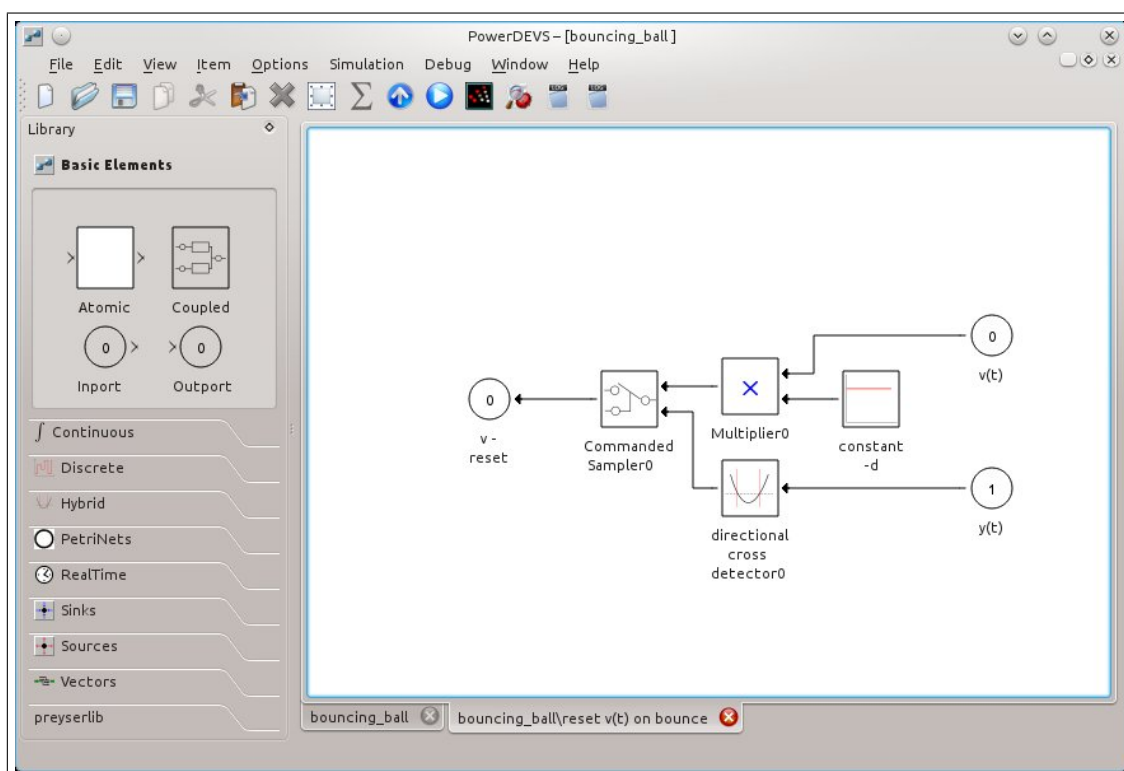 PowerDEVS – [bouncing_ball]
File Edit View Item Options Simulation Debug Window Help
LOG LOG
Library
Basic Elements
Atomic Coupled
0 0
Inport Outport
Continuous
Discrete
Hybrid
PetriNets
RealTime
Sinks
Sources
Vectors
preyserlib
0
v(t)
0
v -
reset
Commanded
Sampler0
Multiplier0
constant
-d
directional
cross
detector0
1
y(t)
bouncing_ball bouncing_ball\reset v(t) on bounce